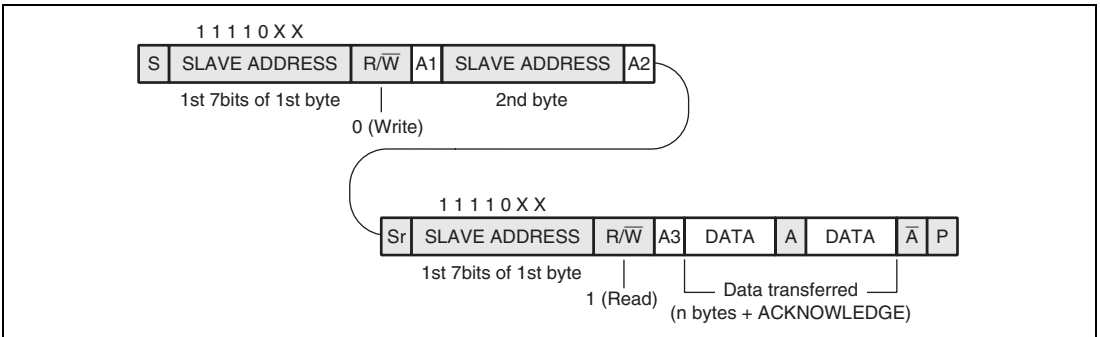 1 1 1 1 0 X X
S SLAVE ADDRESS R/W̅ A1 SLAVE ADDRESS A2
1st 7bits of 1st byte 2nd byte
0 (Write)
1 1 1 1 0 X X
Sr SLAVE ADDRESS R/W̅ A3 DATA A DATA A̅ P
1st 7bits of 1st byte
1 (Read) Data transferred
(n bytes + ACKNOWLEDGE)